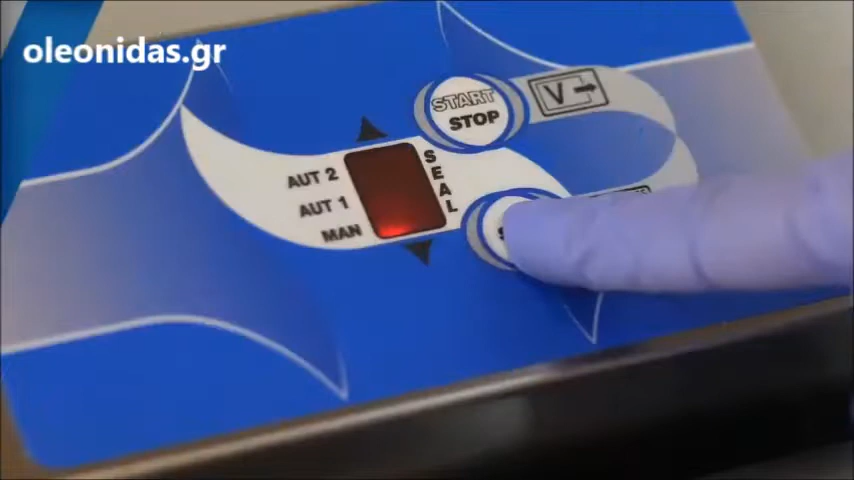 oleonidas.gr
START
STOP
V
AUT 2
AUT 1
MAN
SEAL